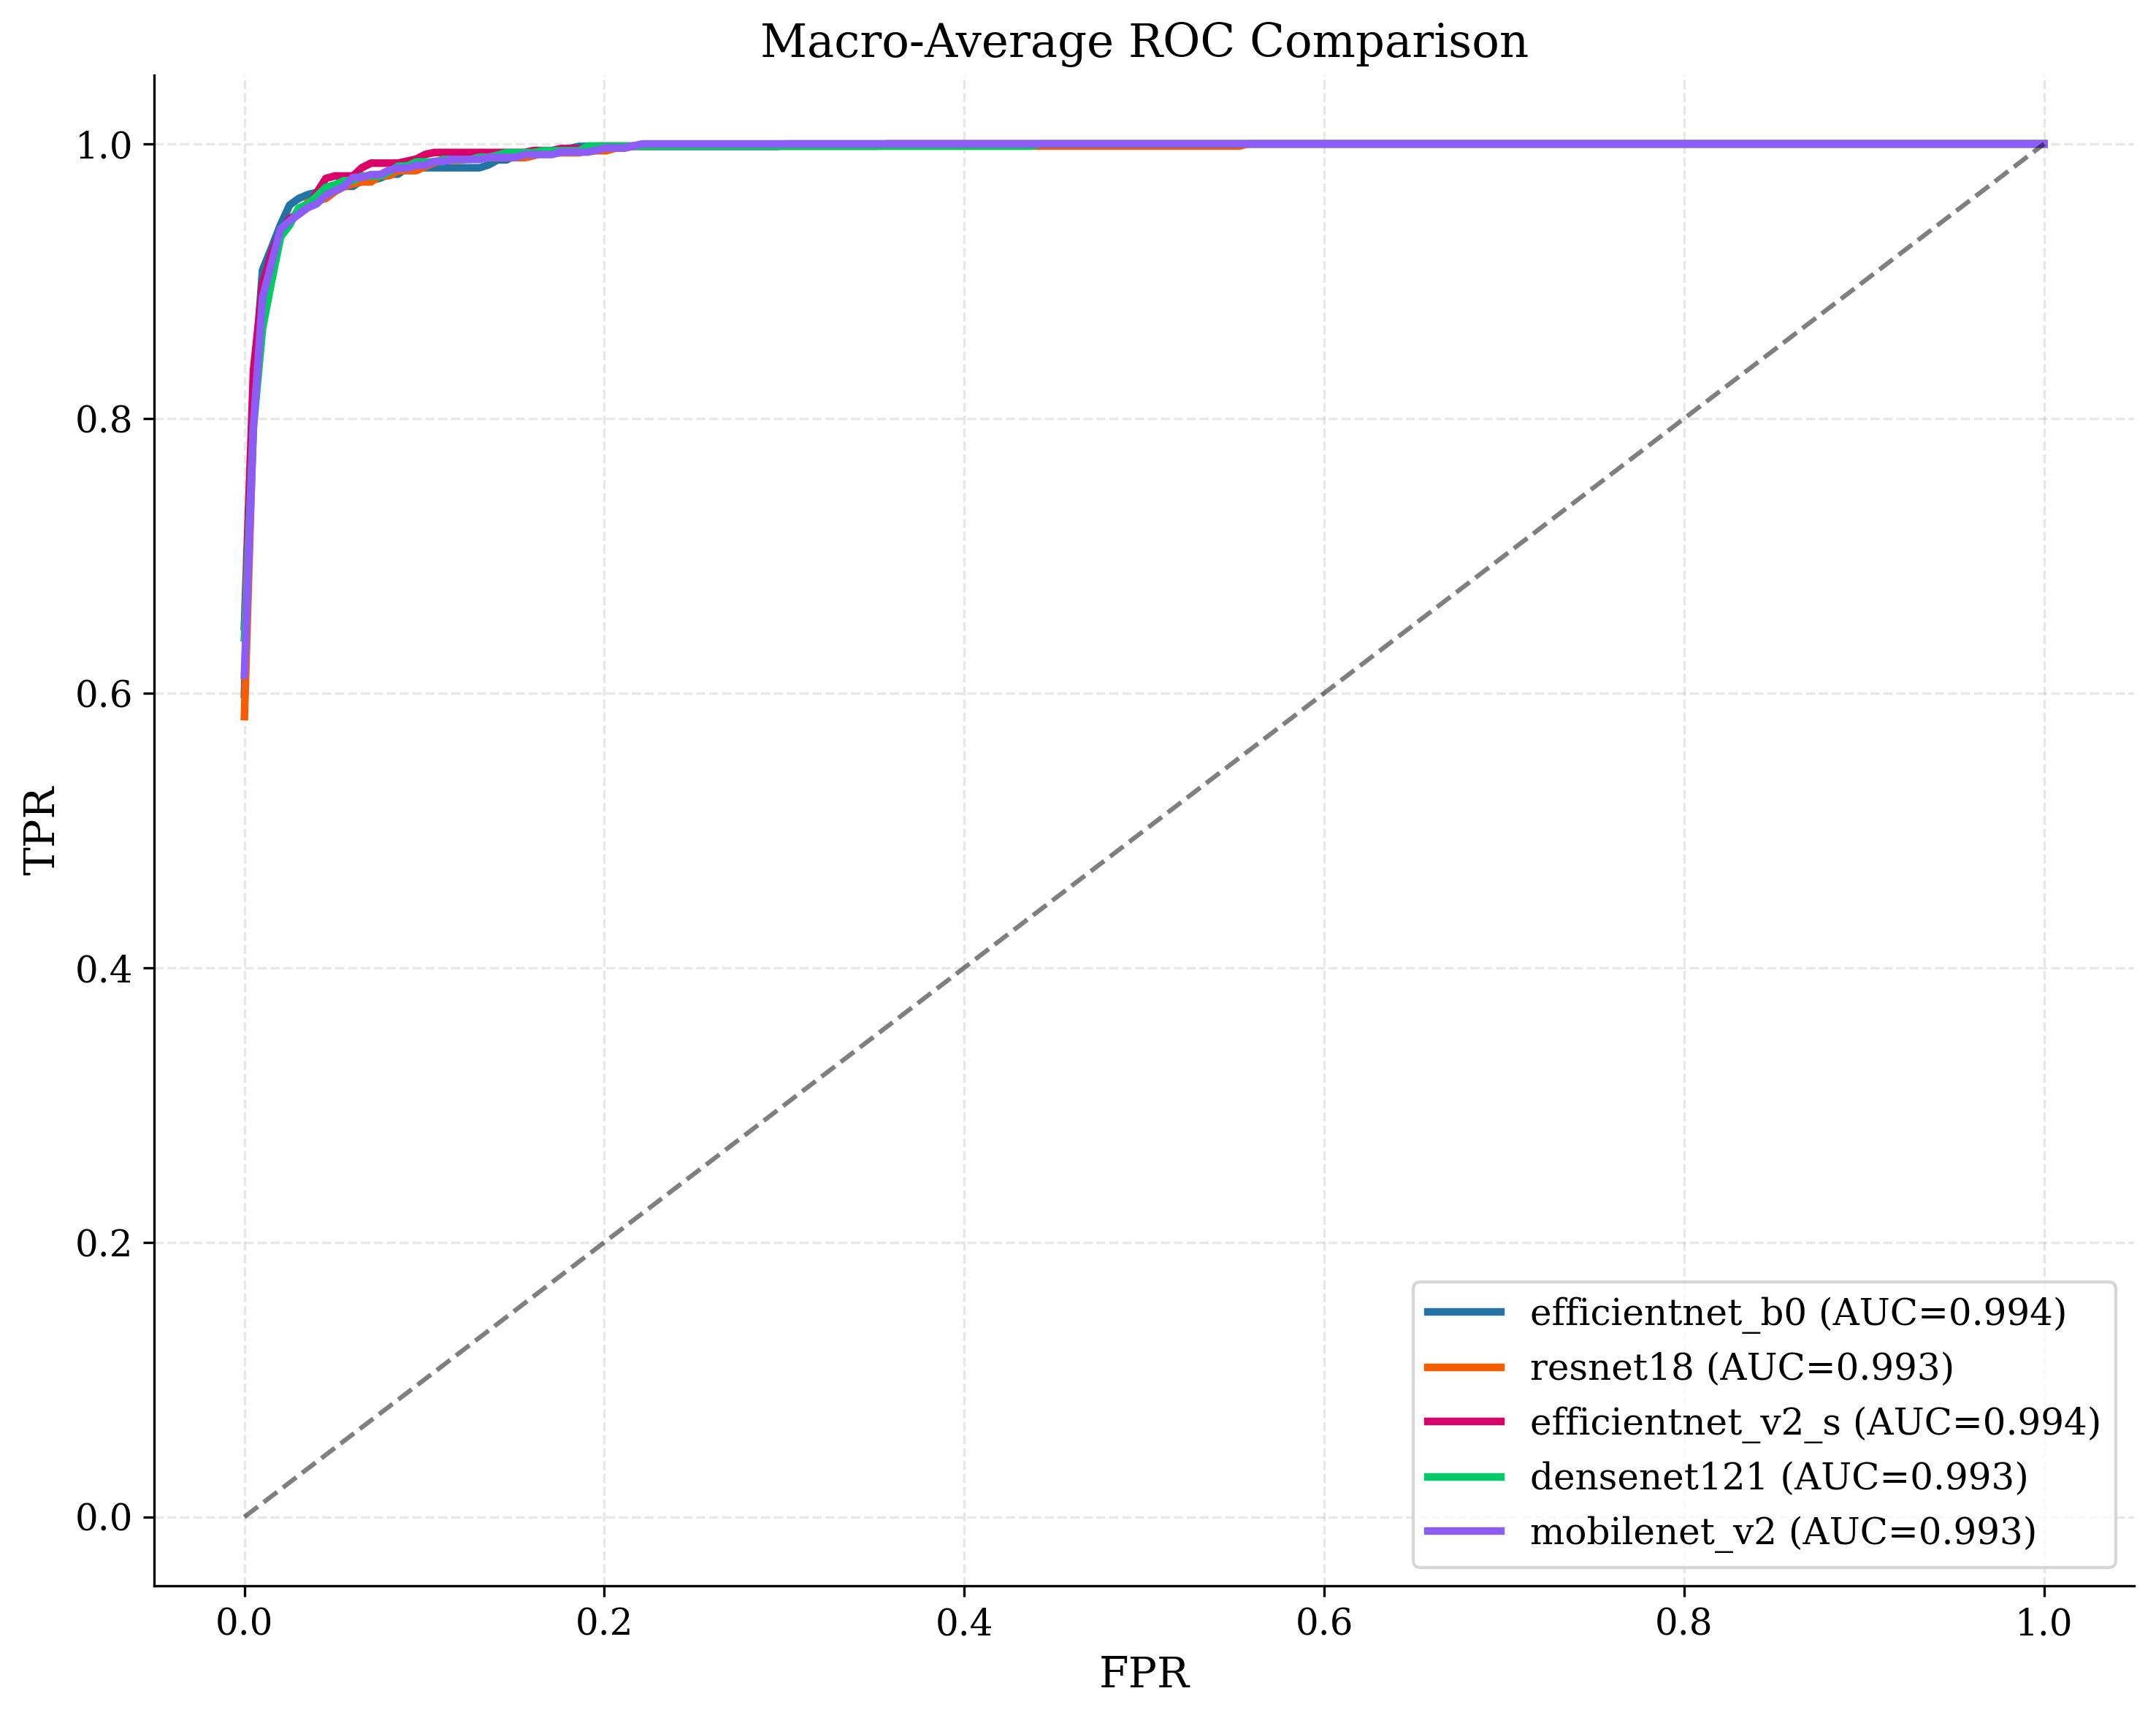 Macro-Average ROC Comparison
1.0
0.8
0.6
0.4
0.2
0.0
TPR
0.0 0.2 0.4 0.6 0.8 1.0
FPR
efficientnet_b0 (AUC=0.994)
resnet18 (AUC=0.993)
efficientnet_v2_s (AUC=0.994)
densenet121 (AUC=0.993)
mobilenet_v2 (AUC=0.993)